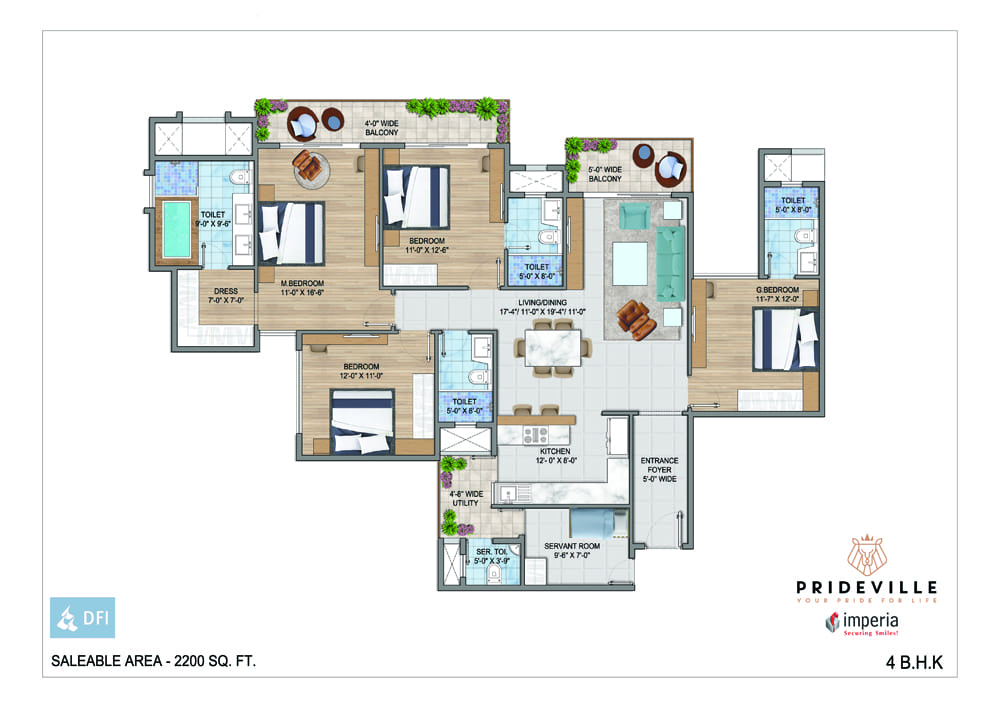 4'-0" WIDE
BALCONY
5'-0" WIDE
BALCONY
TOILET
9'-0" X 9'-6"
TOILET
5'-0" X 8'-0"
BEDROOM
11'-0" X 12'-6"
TOILET
5'-0" X 8'-0"
DRESS
7'-0" X 7'-0"
M.BEDROOM
11'-0" X 16'-6"
G.BEDROOM
11'-7" X 12'-0"
LIVING/DINING
17'-4"/ 11'-0" X 19'-4"/ 11'-0"
BEDROOM
12'-0" X 11'-0"
TOILET
5'-0" X 8'-0"
KITCHEN
12'- 0" X 8'-0"
ENTRANCE
FOYER
5'-0" WIDE
4'-8" WIDE
UTILITY
SER. TOI.
5'-0" X 3'-9"
SERVANT ROOM
9'-6" X 7'-0"
PRIDEVILLE
YOUR PRIDE FOR LIFE
imperia
Securing Smiles!
DFI
SALEABLE AREA - 2200 SQ. FT.
4 B.H.K